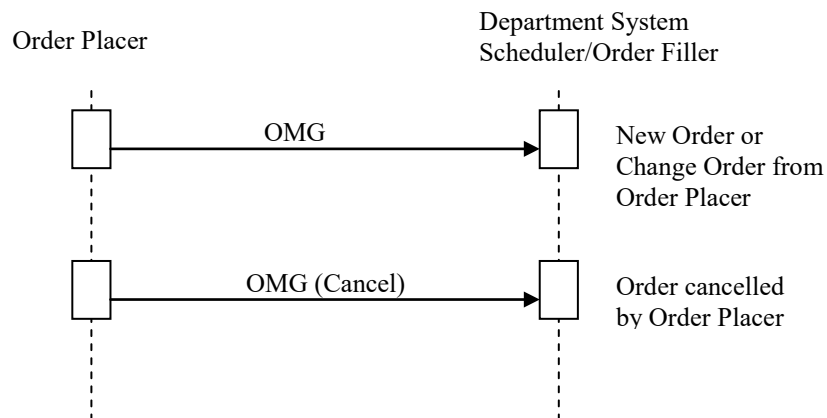 Order Placer
Department System
Scheduler/Order Filler
OMG
New Order or
Change Order from
Order Placer
OMG (Cancel)
Order cancelled
by Order Placer